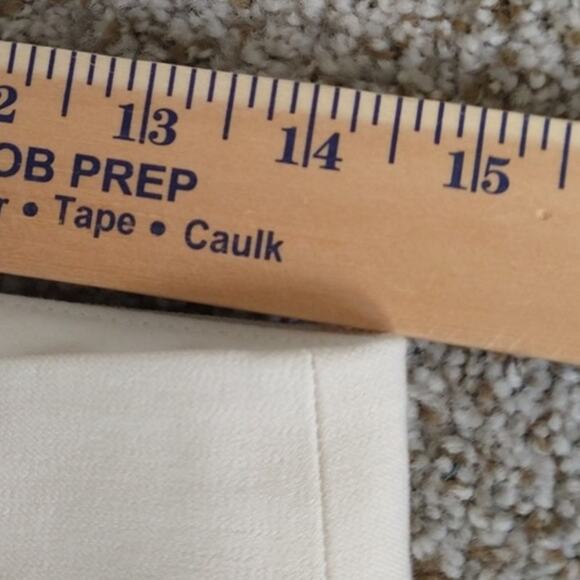 2 13 14 15
OB PREP
r • Tape • Caulk